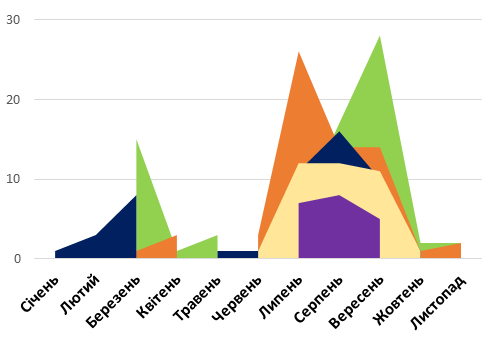 30
20
10
0
Січень
Лютий
Березень
Квітень
Травень
Червень
Липень
Серпень
Вересень
Жовтень
Листопад